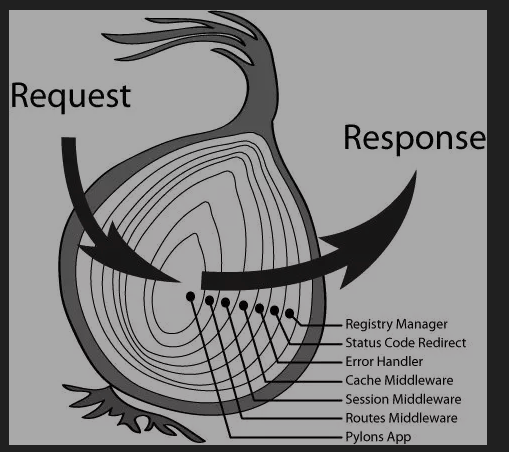 Request
Response
Registry Manager
Status Code Redirect
Error Handler
Cache Middleware
Session Middleware
Routes Middleware
Pylons App